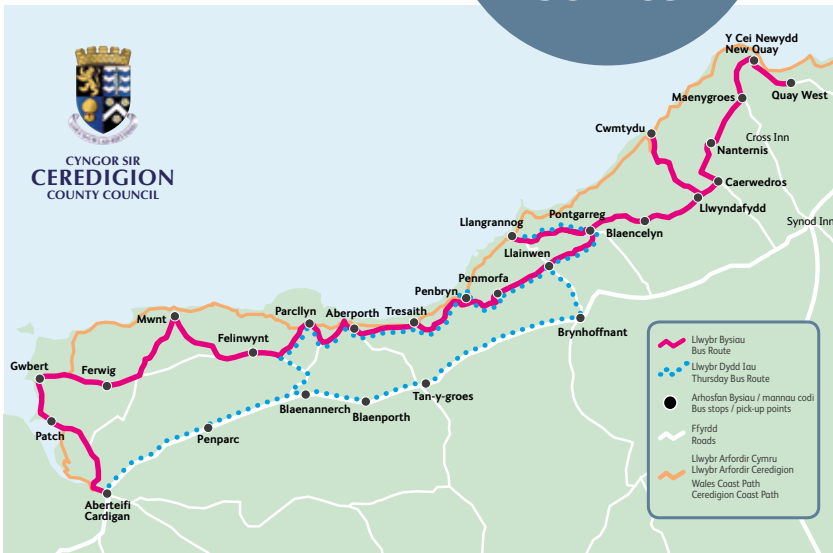 CYNGOR SIR
CEREDIGION
COUNTY COUNCIL
Y Cei Newydd
New Quay
Quay West
Maenygroes
Cross Inn
Cwmtydu
Nanternis
Caerwedros
Llwyndafydd
Synod Inn
Pontgarreg
Blaencelyn
Llangrannog
Llainwen
Penmorfa
Penbryn
Tresaith
Aberporth
Parcllyn
Mwnt
Felinwynt
Brynhoffnant
Gwbert
Ferwig
Tan-y-groes
Blaenannerch
Blaenporth
Patch
Penparc
Aberteifi
Cardigan
Llwybr Bysiau
Bus Route
Llwybr Dydd Iau
Thursday Bus Route
Arhosfan Bysiau / mannau codi
Bus stops / pick-up points
Ffyrdd
Roads
Llwybr Arfordir Cymru
Llwybr Arfordir Ceredigion
Wales Coast Path
Ceredigion Coast Path